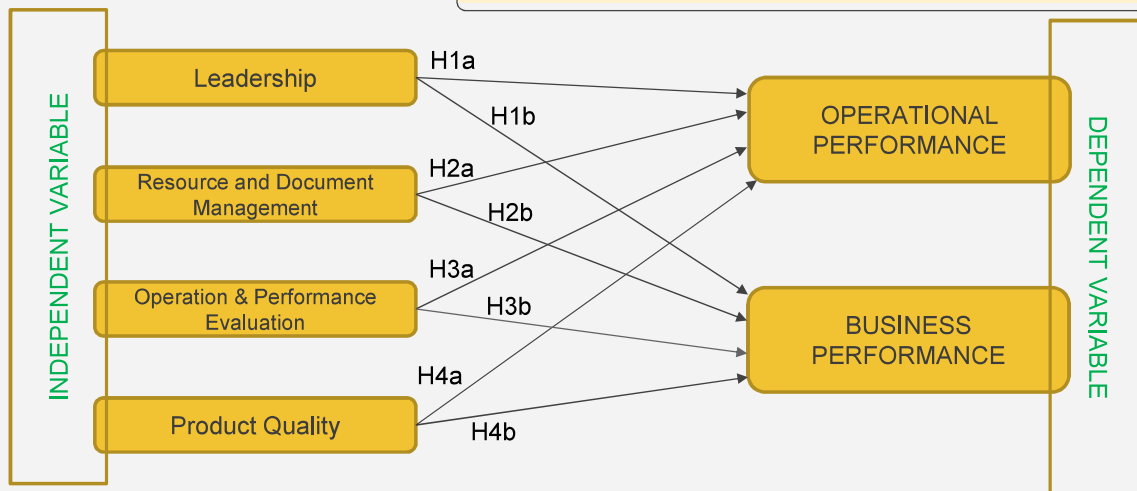 INDEPENDENT VARIABLE
Leadership
Resource and Document
Management
Operation & Performance
Evaluation
Product Quality
H1a
H1b
H2a
H2b
H3a
H3b
H4a
H4b
OPERATIONAL
PERFORMANCE
BUSINESS
PERFORMANCE
DEPENDENT VARIABLE